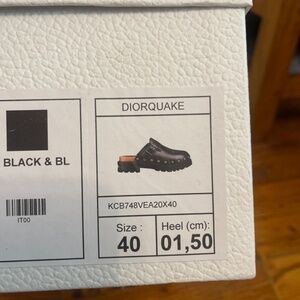 DIORQUAKE
BLACK & BL
KCB748VEA20X40
IT00
Size :
Heel (cm):
40
01,50